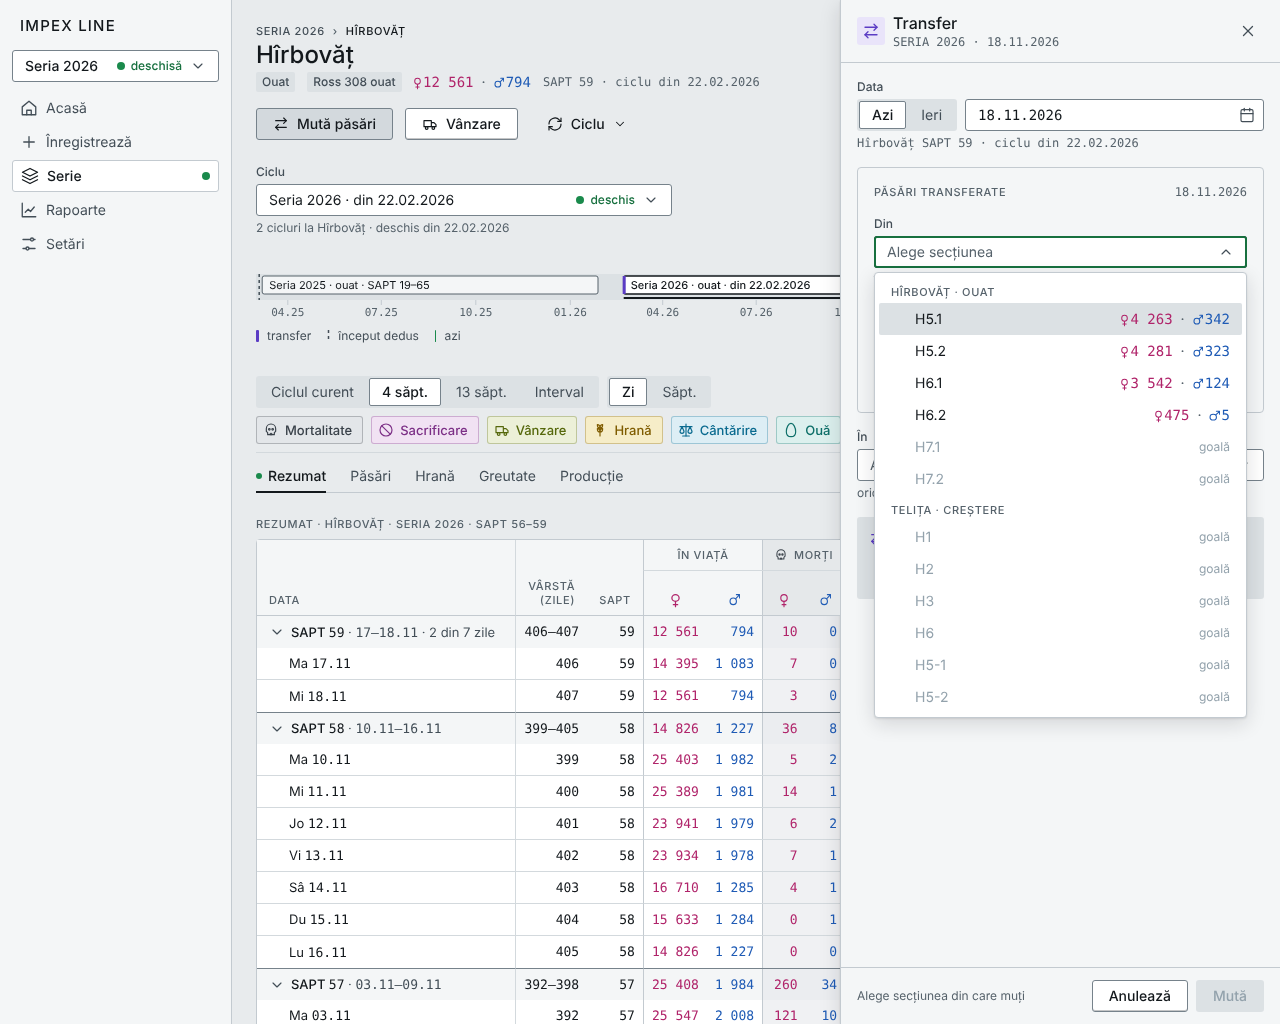 IMPEX LINE
Seria 2026 deschisă
Acasă
Înregistrează
Serie
Rapoarte
Setări
SERIA 2026 › HÎRBOVĂȚ
Hîrbovăț
Ouat Ross 308 ouat ♀12 561 · ♂794 SAPT 59 · ciclu din 22.02.2026
Mută păsări Vânzare Ciclu
Ciclu
Seria 2026 · din 22.02.2026 deschis
2 cicluri la Hîrbovăț · deschis din 22.02.2026
Seria 2025 · ouat · SAPT 19–65 Seria 2026 · ouat · din 22.02.2026
04.25 07.25 10.25 01.26 04.26 07.26
transfer început dedus azi
Ciclul curent 4 săpt. 13 săpt. Interval Zi Săpt.
Mortalitate Sacrificare Vânzare Hrană Cântărire Ouă
Rezumat Păsări Hrană Greutate Producție
REZUMAT · HÎRBOVĂȚ · SERIA 2026 · SAPT 56–59
ÎN VIAȚĂ MORȚI
DATA VÂRSTĂ (ZILE) SAPT ♀ ♂ ♀ ♂
SAPT 59 · 17–18.11 · 2 din 7 zile 406–407 59 12 561 794 10 0
Ma 17.11 406 59 14 395 1 083 7 0
Mi 18.11 407 59 12 561 794 3 0
SAPT 58 · 10.11–16.11 399–405 58 14 826 1 227 36 8
Ma 10.11 399 58 25 403 1 982 5 2
Mi 11.11 400 58 25 389 1 981 14 1
Jo 12.11 401 58 23 941 1 979 6 2
Vi 13.11 402 58 23 934 1 978 7 1
Sâ 14.11 403 58 16 710 1 285 4 1
Du 15.11 404 58 15 633 1 284 0 1
Lu 16.11 405 58 14 826 1 227 0 0
SAPT 57 · 03.11–09.11 392–398 57 25 408 1 984 260 34
Ma 03.11 392 57 25 547 2 008 121 10
Transfer
SERIA 2026 · 18.11.2026
Data
Azi Ieri 18.11.2026
Hîrbovăț SAPT 59 · ciclu din 22.02.2026
PĂSĂRI TRANSFERATE 18.11.2026
Din
Alege secțiunea
HÎRBOVĂȚ · OUAT
H5.1 ♀4 263 · ♂342
H5.2 ♀4 281 · ♂323
H6.1 ♀3 542 · ♂124
H6.2 ♀475 · ♂5
H7.1 goală
H7.2 goală
TELIȚA · CREȘTERE
H1 goală
H2 goală
H3 goală
H6 goală
H5-1 goală
H5-2 goală
În
Alege secțiunea din care muți Anulează Mută